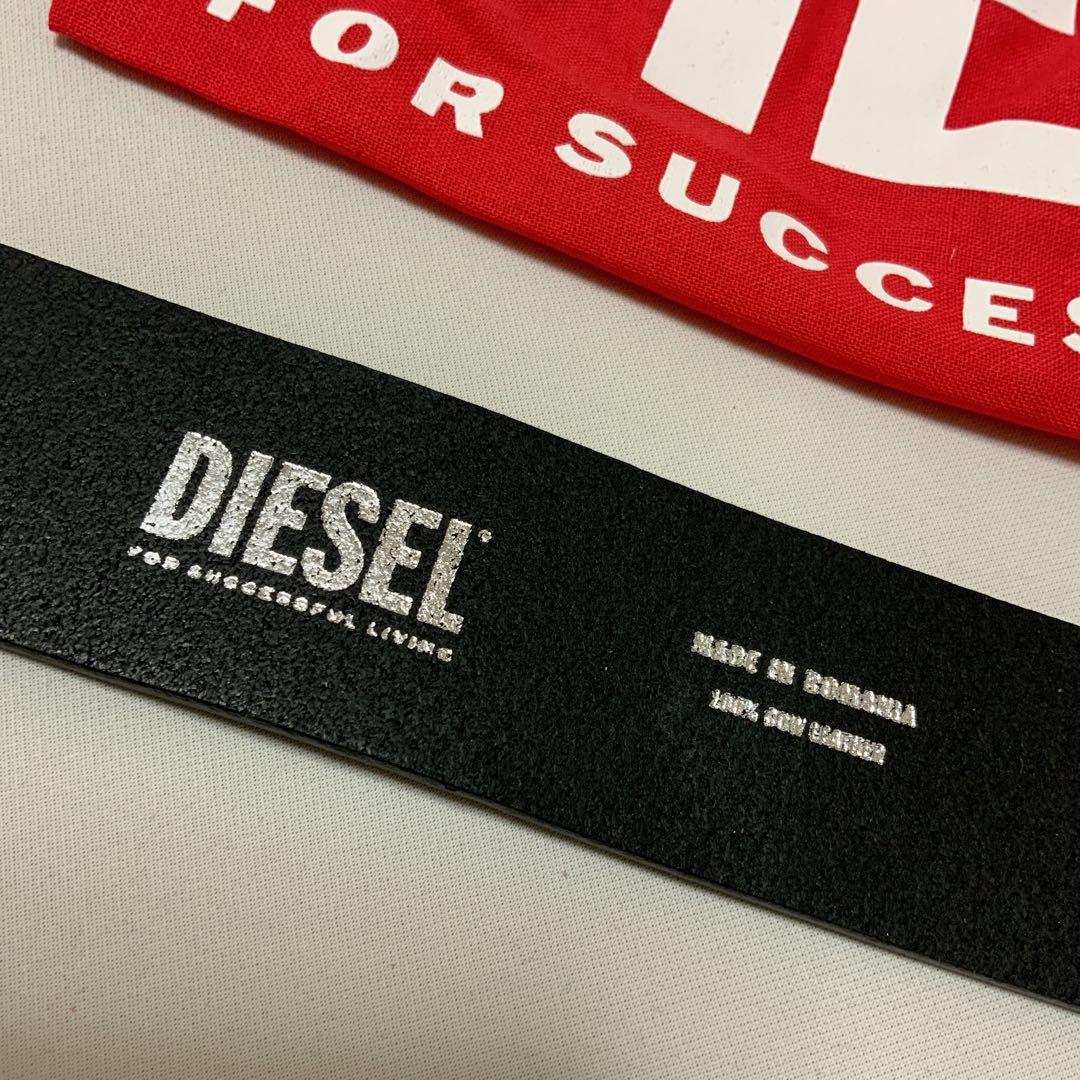 FOR SUCCES
DIESEL
FOR SUCCESSFUL LIVING
MADE IN ROMANIA
100% COW LEATHER